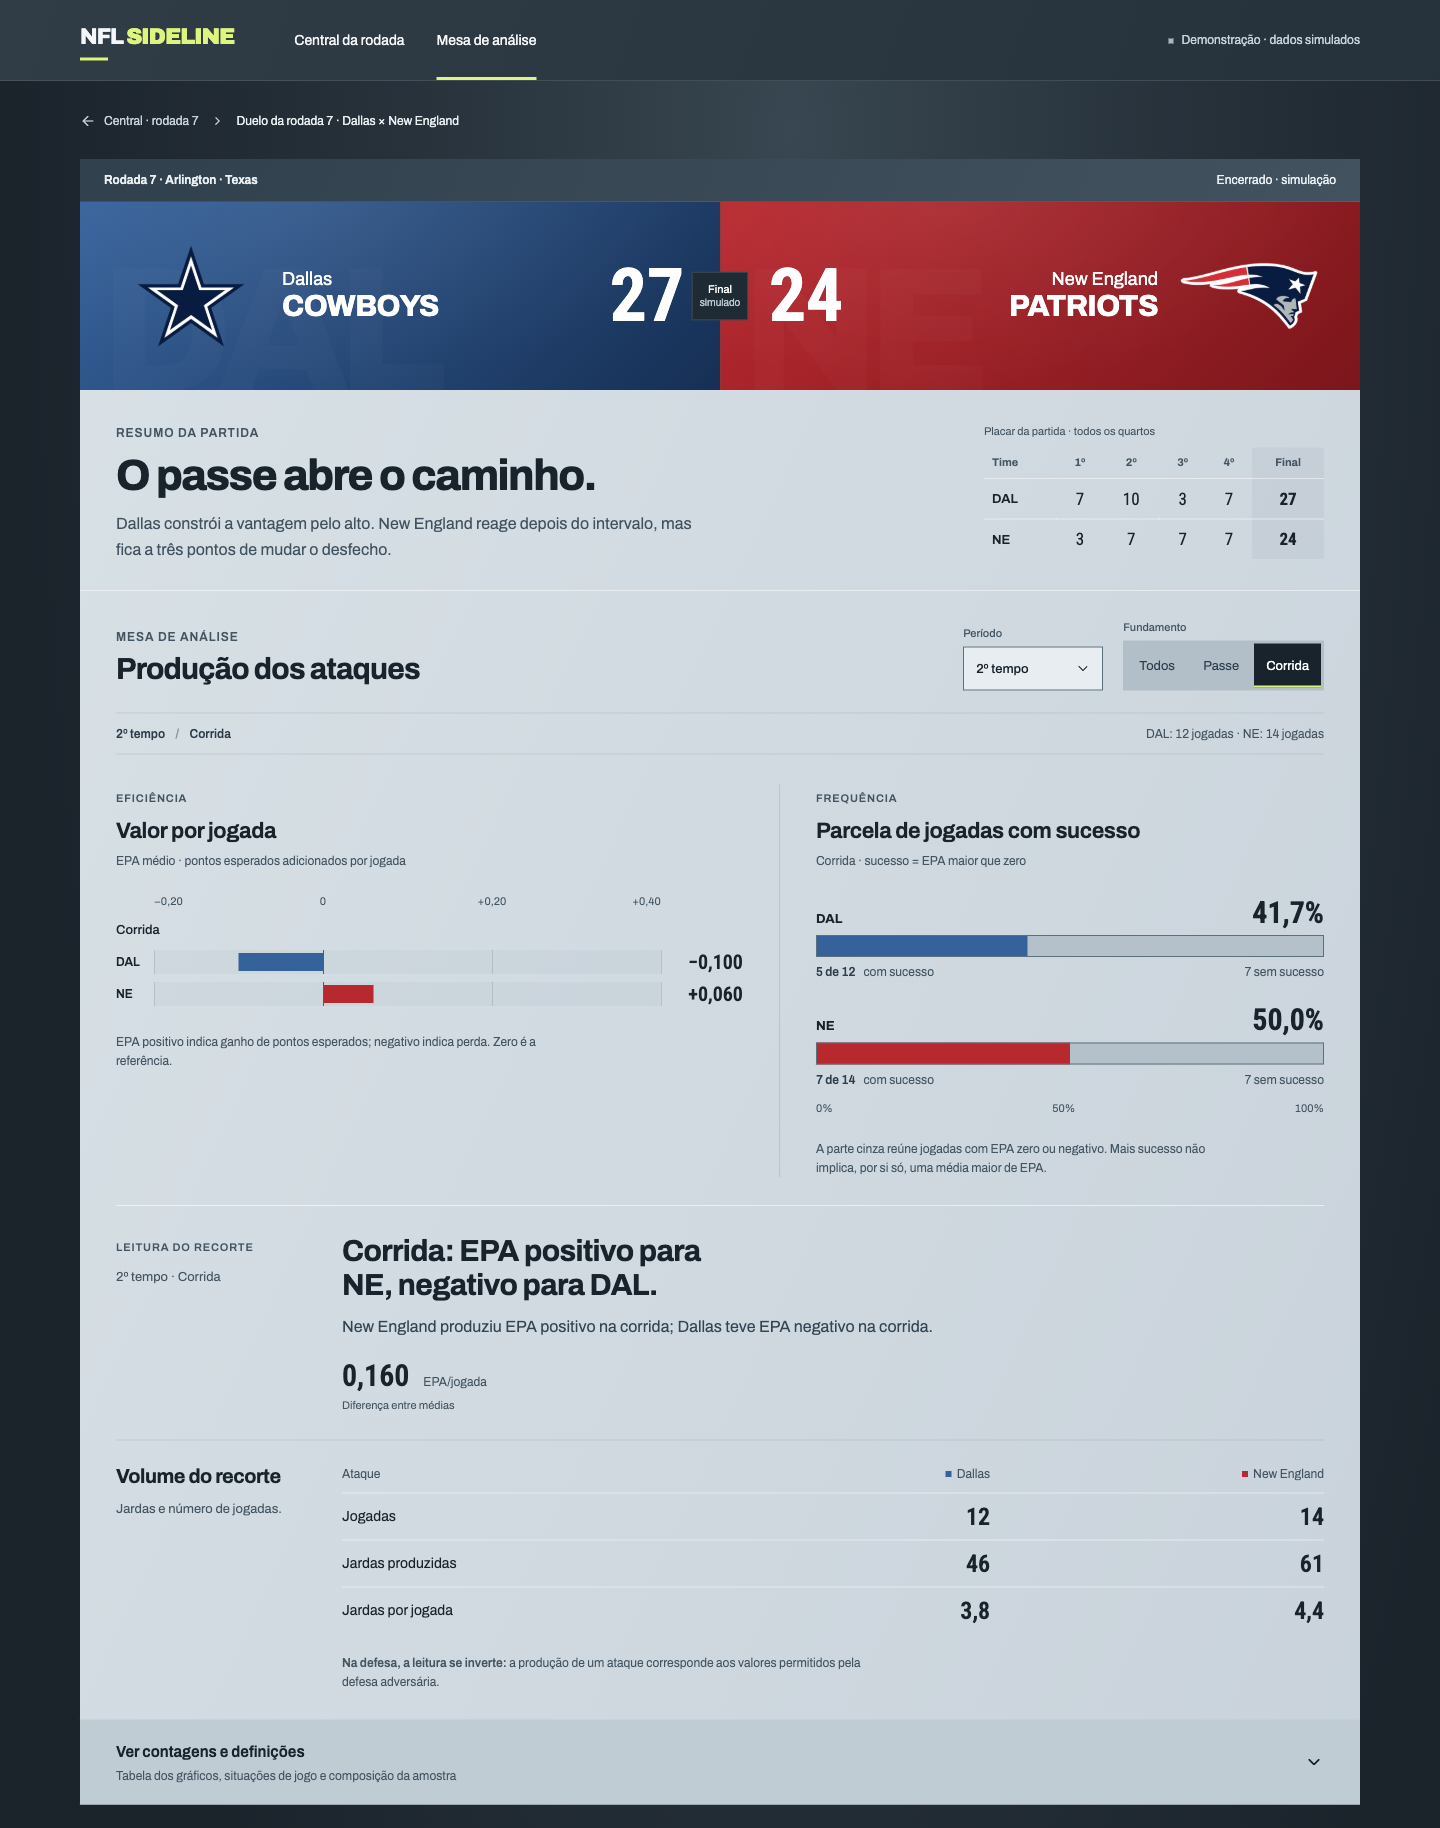 NFL SIDELINE
Central da rodada
Mesa de análise
Demonstração · dados simulados
Central · rodada 7
Duelo da rodada 7 · Dallas × New England
Rodada 7 · Arlington · Texas
Encerrado · simulação
DAL
NE
Dallas
COWBOYS
27
Final
simulado
24
New England
PATRIOTS
RESUMO DA PARTIDA
O passe abre o caminho.
Dallas constrói a vantagem pelo alto. New England reage depois do intervalo, mas
fica a três pontos de mudar o desfecho.
Placar da partida · todos os quartos
Time 1º 2º 3º 4º Final
DAL 7 10 3 7 27
NE 3 7 7 7 24
MESA DE ANÁLISE
Produção dos ataques
Período
2º tempo
Fundamento
Todos Passe Corrida
2º tempo / Corrida
DAL: 12 jogadas · NE: 14 jogadas
EFICIÊNCIA
Valor por jogada
EPA médio · pontos esperados adicionados por jogada
−0,20 0 +0,20 +0,40
Corrida
DAL −0,100
NE +0,060
EPA positivo indica ganho de pontos esperados; negativo indica perda. Zero é a
referência.
FREQUÊNCIA
Parcela de jogadas com sucesso
Corrida · sucesso = EPA maior que zero
DAL 41,7%
5 de 12 com sucesso 7 sem sucesso
NE 50,0%
7 de 14 com sucesso 7 sem sucesso
0% 50% 100%
A parte cinza reúne jogadas com EPA zero ou negativo. Mais sucesso não
implica, por si só, uma média maior de EPA.
LEITURA DO RECORTE
2º tempo · Corrida
Corrida: EPA positivo para
NE, negativo para DAL.
New England produziu EPA positivo na corrida; Dallas teve EPA negativo na corrida.
0,160 EPA/jogada
Diferença entre médias
Volume do recorte
Jardas e número de jogadas.
Ataque Dallas New England
Jogadas 12 14
Jardas produzidas 46 61
Jardas por jogada 3,8 4,4
Na defesa, a leitura se inverte: a produção de um ataque corresponde aos valores permitidos pela
defesa adversária.
Ver contagens e definições
Tabela dos gráficos, situações de jogo e composição da amostra